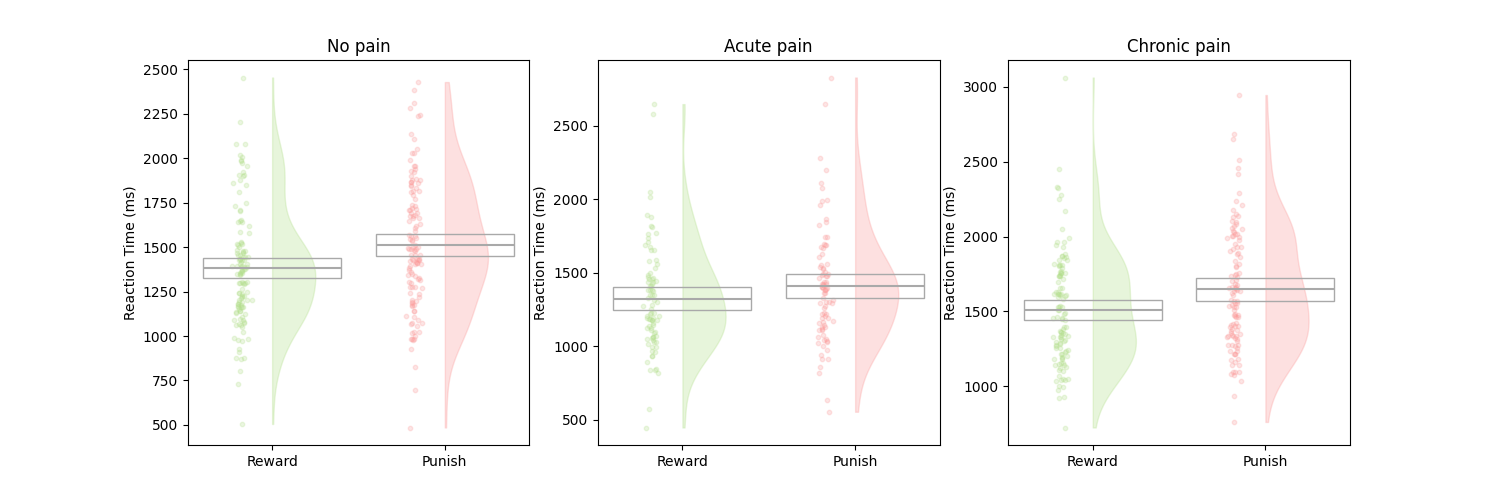 No pain
Acute pain
Chronic pain
Reaction Time (ms)
2500
2250
2000
1750
1500
1250
1000
750
500
Reward
Punish
Reaction Time (ms)
2500
2000
1500
1000
500
Reward
Punish
Reaction Time (ms)
3000
2500
2000
1500
1000
Reward
Punish